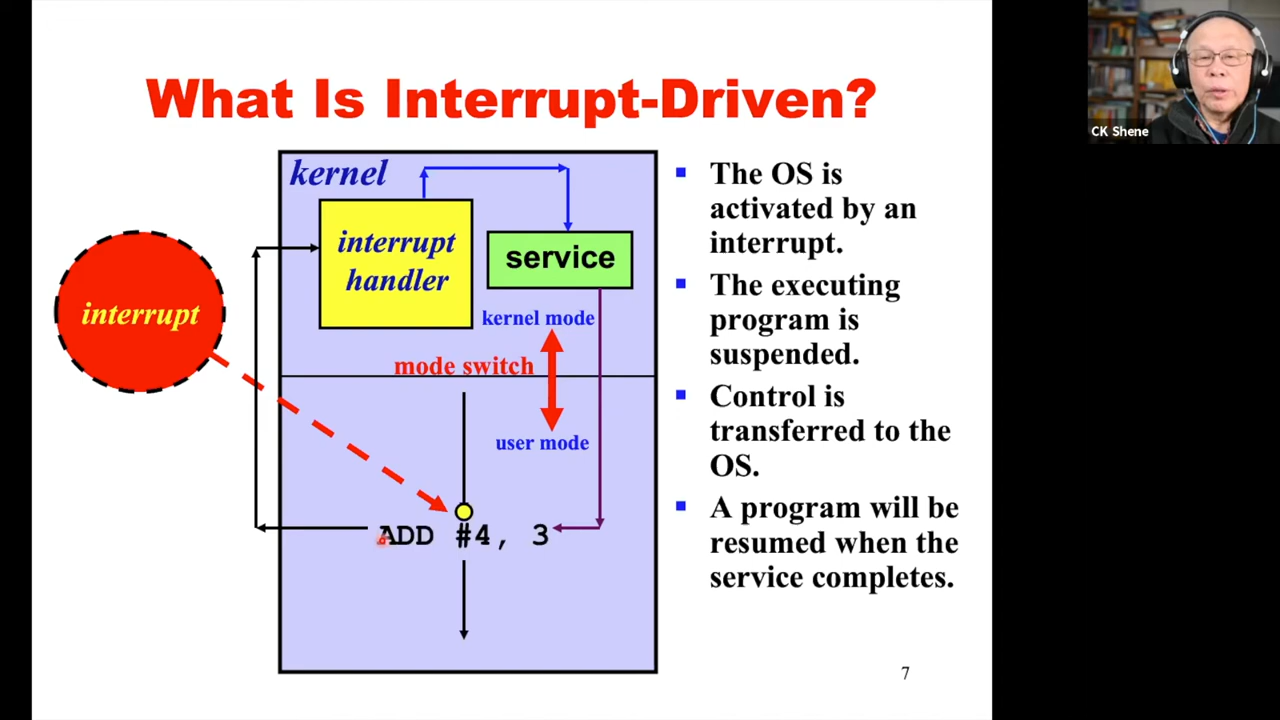 What Is Interrupt-Driven?
CK Shene
kernel
interrupt
handler
service
kernel mode
mode switch
user mode
interrupt
ADD #4, 3
▪ The OS is
activated by an
interrupt.
▪ The executing
program is
suspended.
▪ Control is
transferred to the
OS.
▪ A program will be
resumed when the
service completes.
7